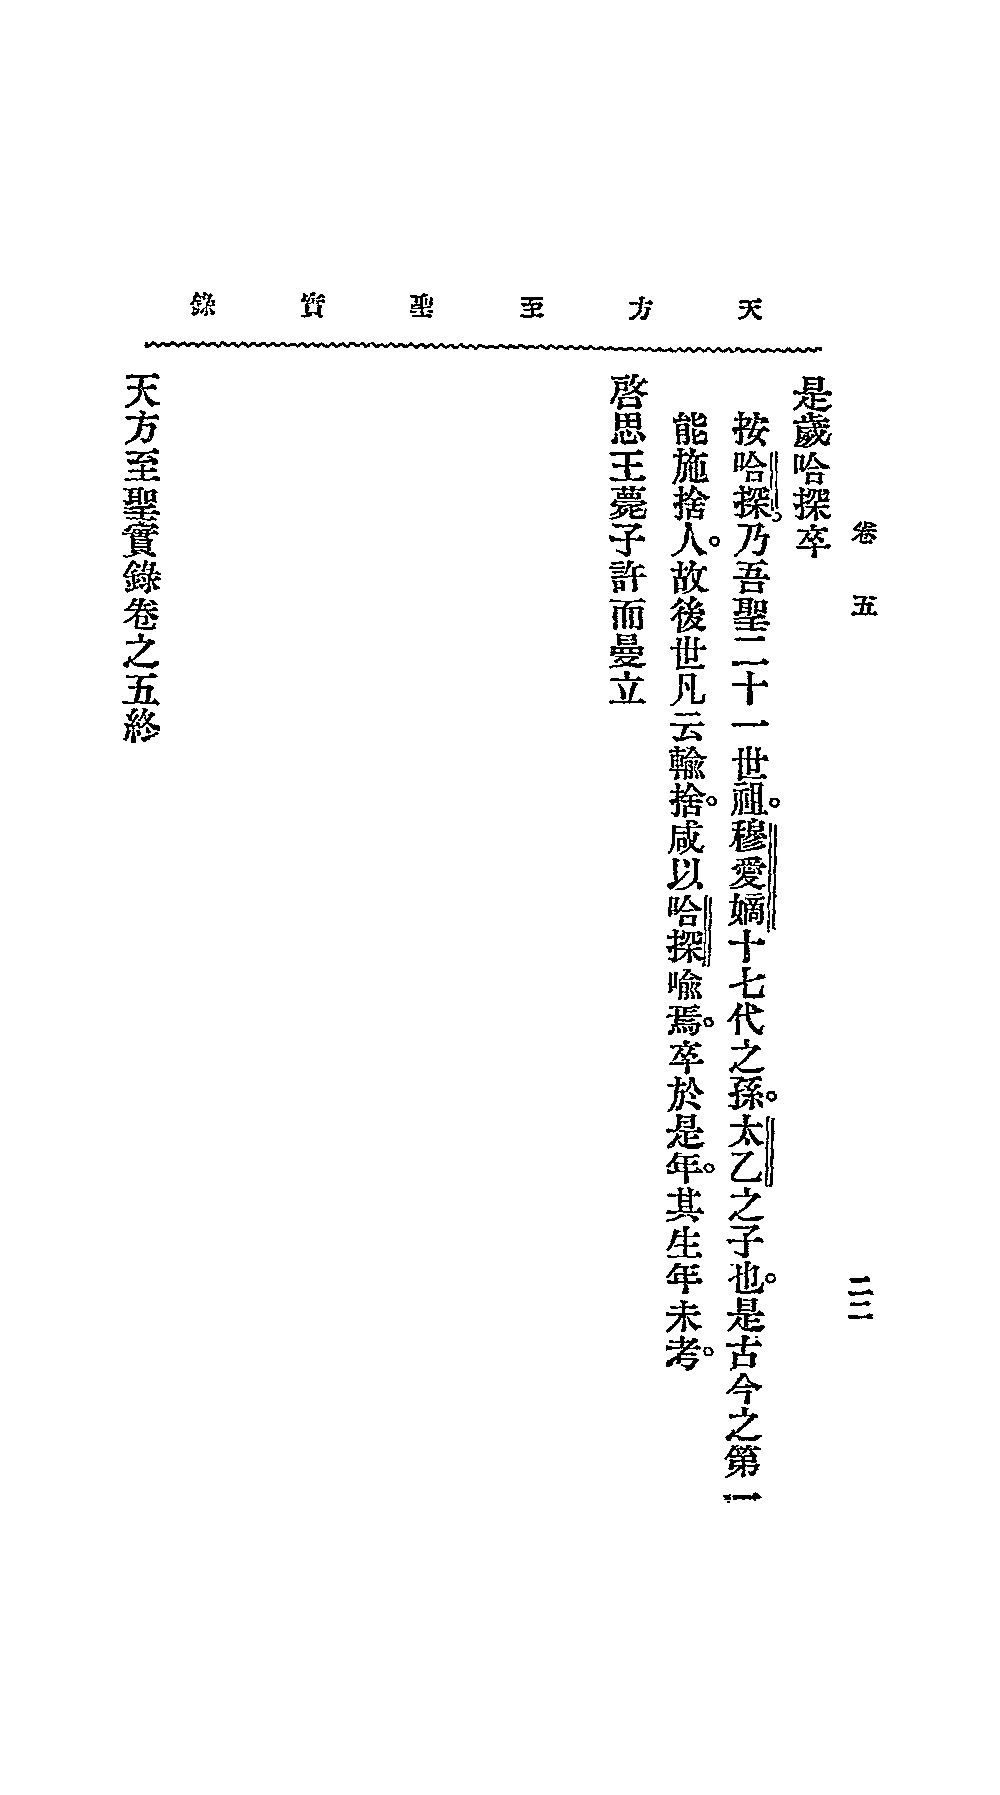 天方至聖實錄
卷五
二二
是歲哈探卒
按哈探。乃吾聖二十一世祖。穆愛嫡十七代之孫。太乙之子也。是古今之第一
能施捨人。故後世凡云輸捨。咸以哈探喻焉。卒於是年。其生年未考。
啓思王薨子許而曼立
天方至聖實錄卷之五終